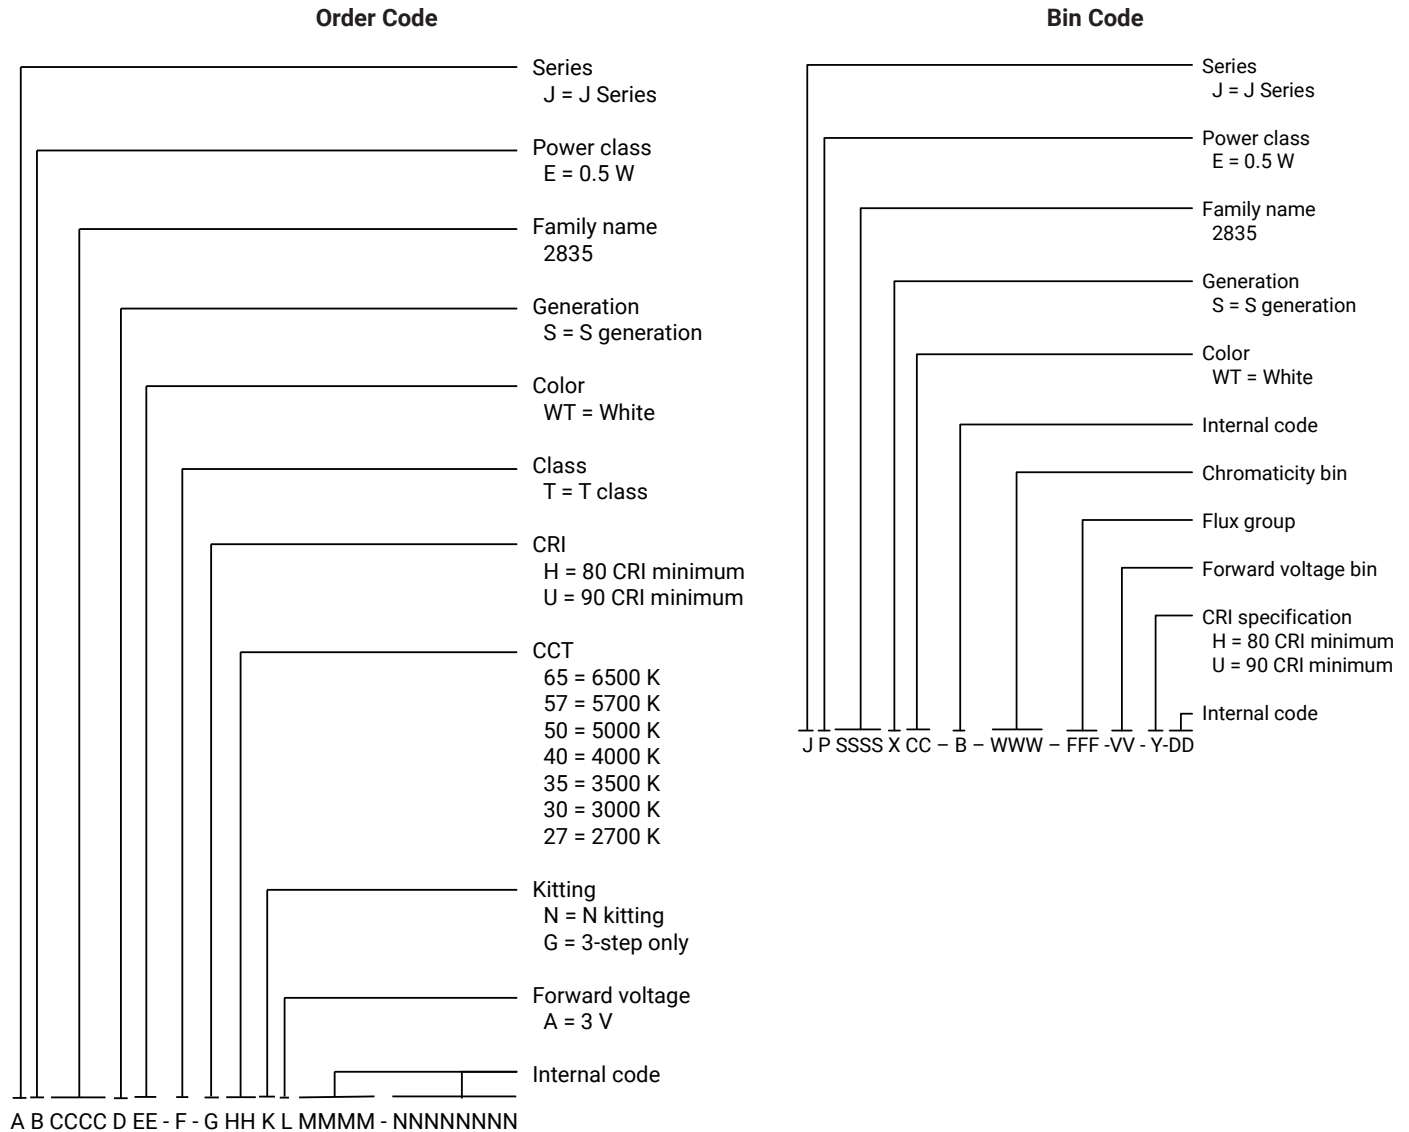 Order Code
Series
J = J Series
Power class
E = 0.5 W
Family name
2835
Generation
S = S generation
Color
WT = White
Class
T = T class
CRI
H = 80 CRI minimum
U = 90 CRI minimum
CCT
65 = 6500 K
57 = 5700 K
50 = 5000 K
40 = 4000 K
35 = 3500 K
30 = 3000 K
27 = 2700 K
Kitting
N = N kitting
G = 3-step only
Forward voltage
A = 3 V
Internal code
A B CCCC D EE - F - G HH K L MMMM - NNNNNNNN
Bin Code
Series
J = J Series
Power class
E = 0.5 W
Family name
2835
Generation
S = S generation
Color
WT = White
Internal code
Chromaticity bin
Flux group
Forward voltage bin
CRI specification
H = 80 CRI minimum
U = 90 CRI minimum
Internal code
J P SSSS X CC – B – WWW – FFF -VV - Y-DD